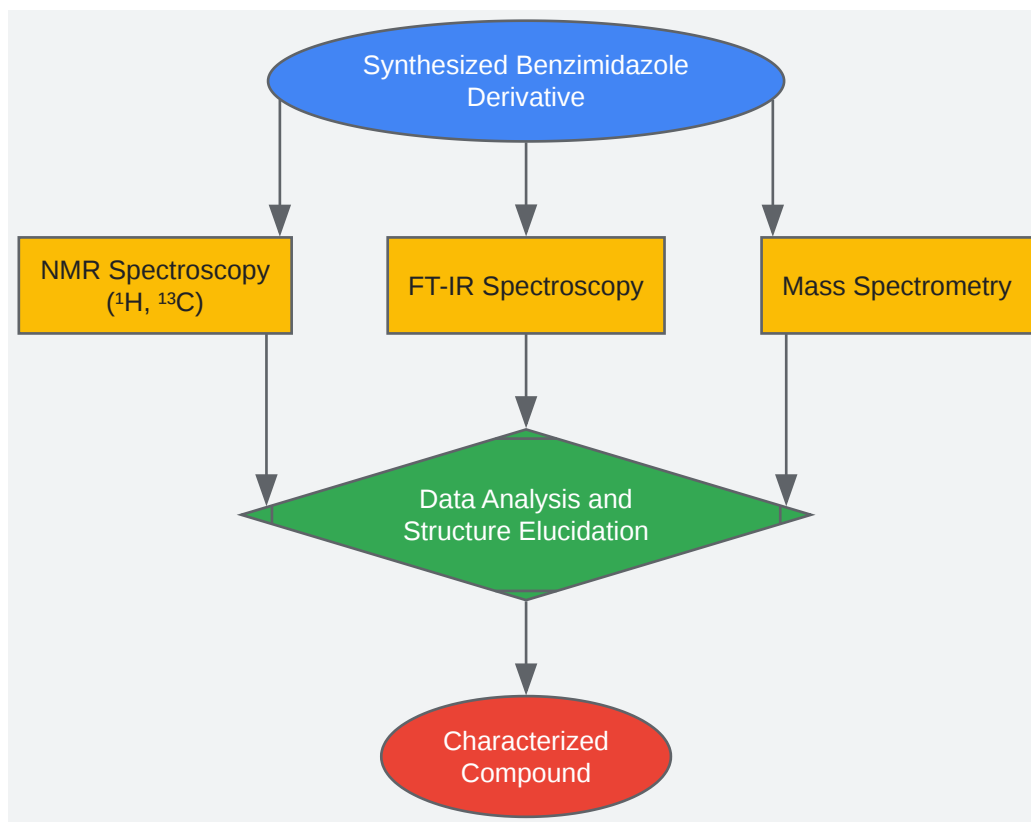 Synthesized Benzimidazole
Derivative
NMR Spectroscopy
(¹H, ¹³C)
FT-IR Spectroscopy
Mass Spectrometry
Data Analysis and
Structure Elucidation
Characterized
Compound